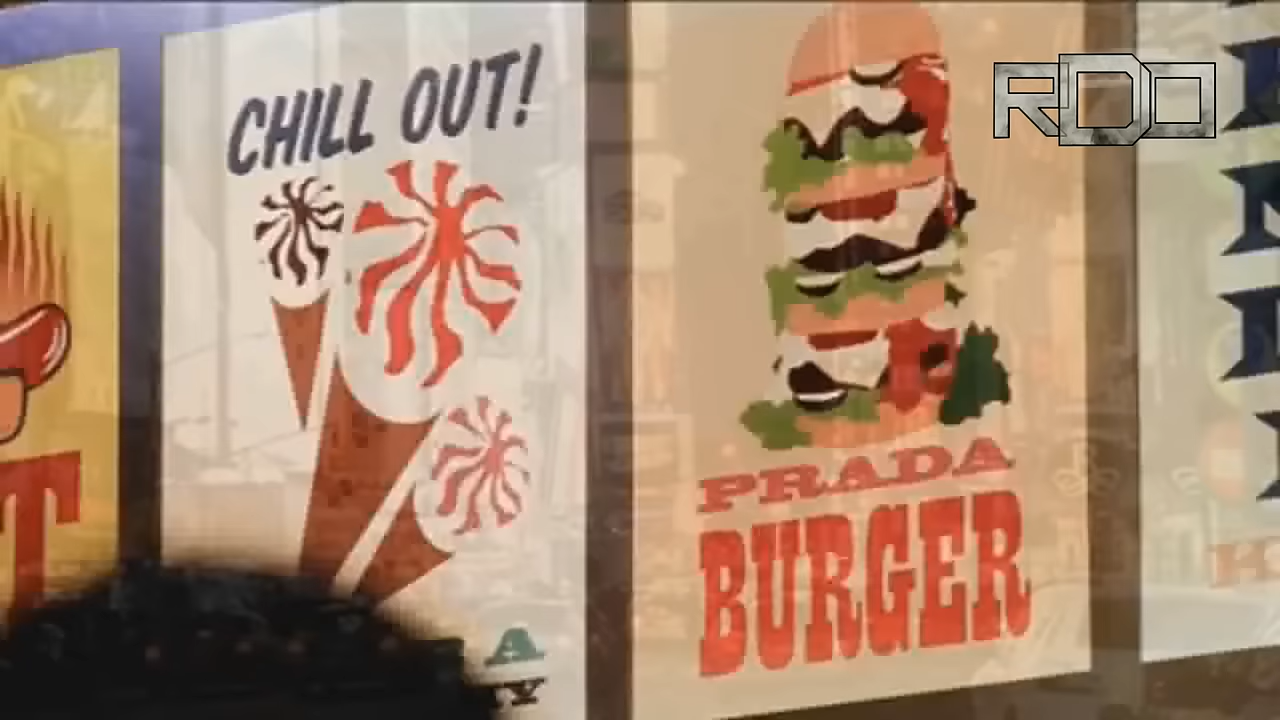 CHILL OUT!
PRADA
BURGER
RDO
T
A